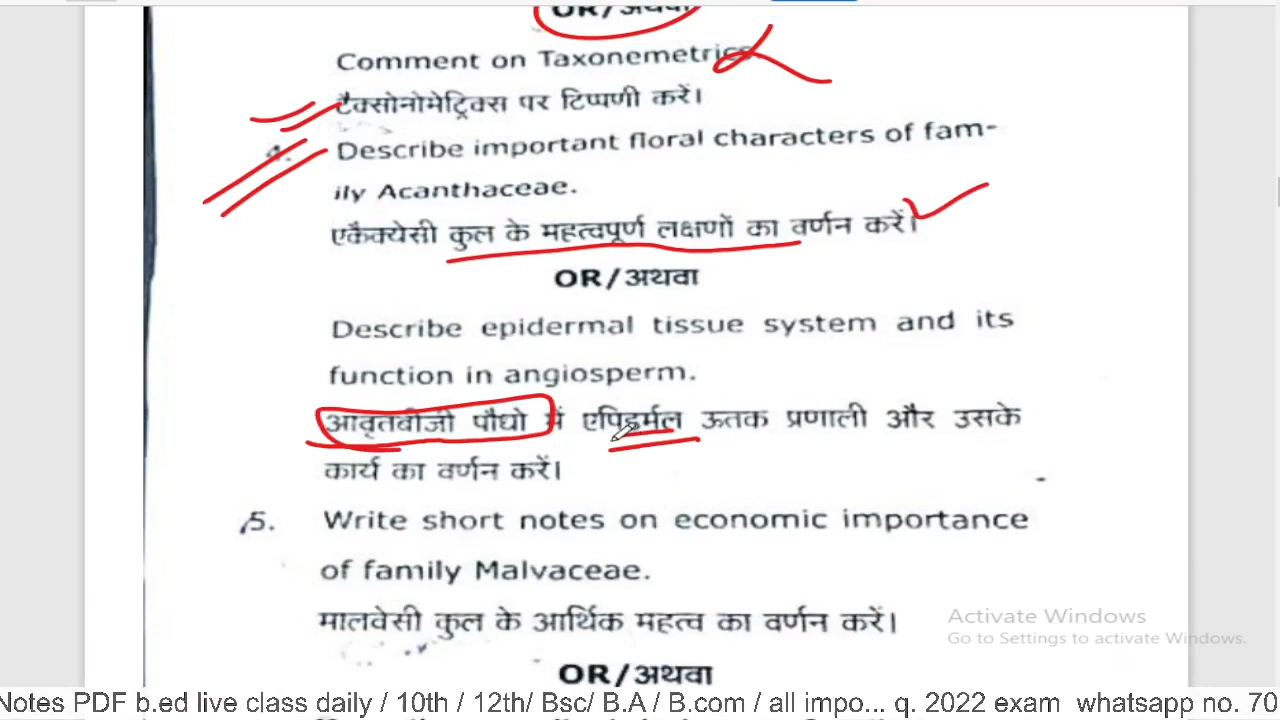 OR/अथवा
Comment on Taxonemetrics
टैक्सोनोमेट्रिक्स पर टिप्पणी करें।
4. Describe important floral characters of fam-
ily Acanthaceae.
एकैक्येसी कुल के महत्वपूर्ण लक्षणों का वर्णन करें।
OR/अथवा
Describe epidermal tissue system and its
function in angiosperm.
आवृतबीजी पौधो में एपिडर्मल ऊतक प्रणाली और उसके
कार्य का वर्णन करें।
5. Write short notes on economic importance
of family Malvaceae.
मालवेसी कुल के आर्थिक महत्व का वर्णन करें।
Activate Windows
Go to Settings to activate Windows.
OR/अथवा
Notes PDF b.ed live class daily / 10th / 12th/ Bsc/ B.A / B.com / all impo... q. 2022 exam whatsapp no. 70